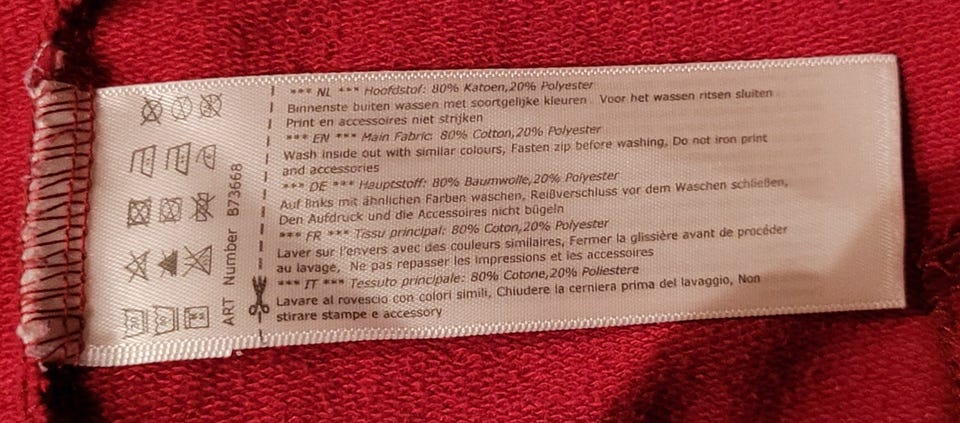 *** NL *** Hoofdstof: 80% Katoen,20% Polyester
Binnenste buiten wassen met soortgelijke kleuren . Voor het wassen ritsen sluiten .
Print en accessoires niet strijken
*** EN *** Main Fabric: 80% Cotton,20% Polyester
Wash inside out with similar colours, Fasten zip before washing, Do not iron print
and accessories
*** DE *** Hauptstoff: 80% Baumwolle,20% Polyester
Auf links mit ähnlichen Farben waschen, Reißverschluss vor dem Waschen schließen,
Den Aufdruck und die Accessoires nicht bügeln
*** FR *** Tissu principal: 80% Coton,20% Polyester
Laver sur l'envers avec des couleurs similaires, Fermer la glissière avant de procéder
au lavage, Ne pas repasser les impressions et les accessoires
*** IT *** Tessuto principale: 80% Cotone,20% Poliestere
Lavare al rovescio con colori simili, Chiudere la cerniera prima del lavaggio, Non
stirare stampe e accessory
ART Number B73668